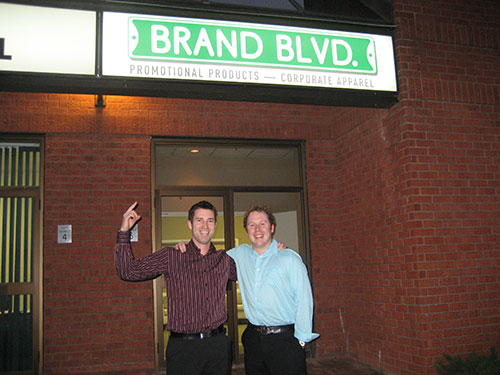 BRAND BLVD.
PROMOTIONAL PRODUCTS — CORPORATE APPAREL
L
4